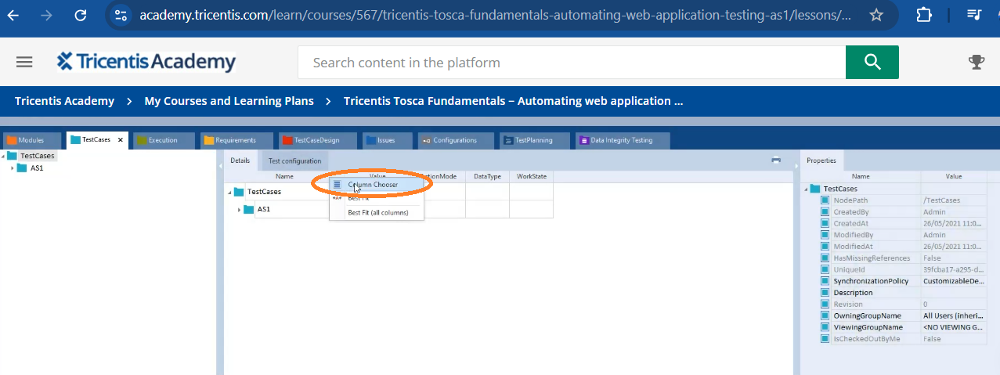 academy.tricentis.com/learn/courses/567/tricentis-tosca-fundamentals-automating-web-application-testing-as1/lessons/...
Tricentis Academy
Search content in the platform
Tricentis Academy > My Courses and Learning Plans > Tricentis Tosca Fundamentals – Automating web application ...
Modules TestCases X Execution Requirements TestCaseDesign Issues Configurations TestPlanning Data Integrity Testing
TestCases
AS1
Details Test configuration
Name Value ActionMode DataType WorkState
TestCases
AS1
Column Chooser
Best Fit
Best Fit (all columns)
Properties
Name Value
TestCases
NodePath /TestCases
CreatedBy Admin
CreatedAt 26/05/2021 11:0...
ModifiedBy Admin
ModifiedAt 26/05/2021 11:0...
HasMissingReferences False
UniqueId 39fcba17-a295-d...
SynchronizationPolicy CustomizableDe...
Description
Revision 0
OwningGroupName All Users (inheri...
ViewingGroupName <NO VIEWING G...
IsCheckedOutByMe False